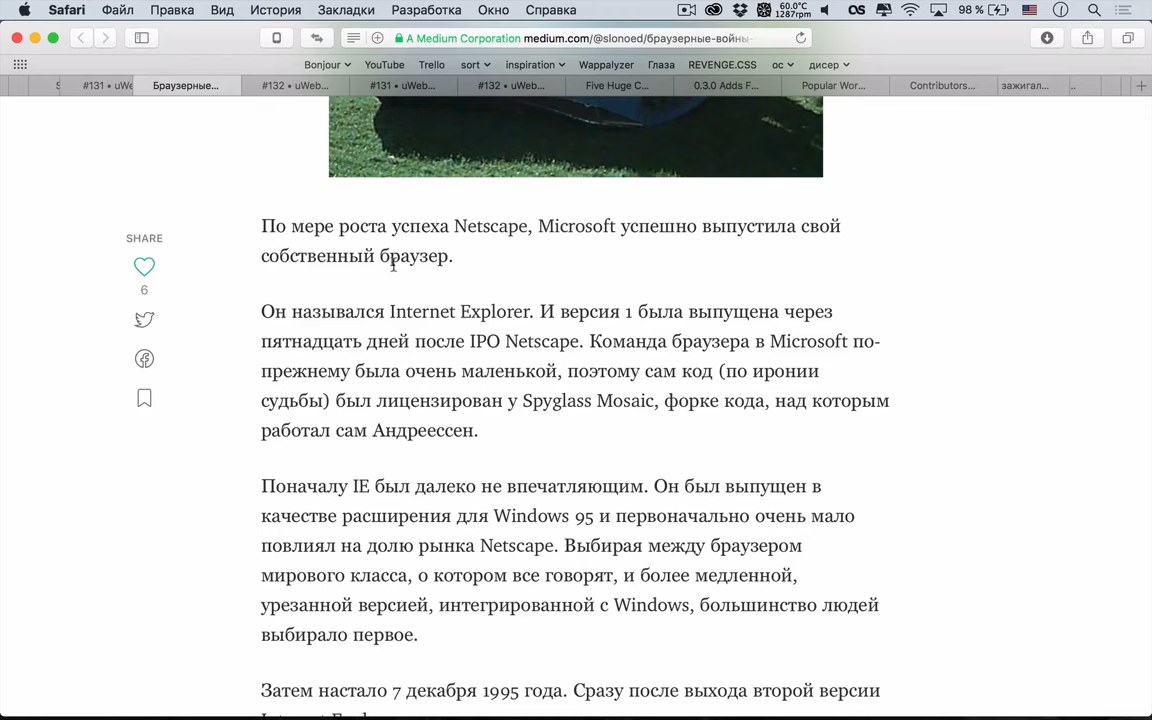 Safari Файл Правка Вид История Закладки Разработка Окно Справка 60.0°C 1287rpm 98 %
A Medium Corporation medium.com/@slonoed/браузерные-войны-
Bonjour YouTube Trello sort inspiration Wappalyzer Глаза REVENGE.CSS ос дисер
#131 • uWe Браузерные... #132 • uWeb... #131 • uWeb... #132 • uWeb... Five Huge C... 0.3.0 Adds F... Popular Wor... Contributors... зажигал... ..
По мере роста успеха Netscape, Microsoft успешно выпустила свой
собственный браузер.
SHARE
6
Он назывался Internet Explorer. И версия 1 была выпущена через
пятнадцать дней после IPO Netscape. Команда браузера в Microsoft по-
прежнему была очень маленькой, поэтому сам код (по иронии
судьбы) был лицензирован у Spyglass Mosaic, форке кода, над которым
работал сам Андреессен.
Поначалу IE был далеко не впечатляющим. Он был выпущен в
качестве расширения для Windows 95 и первоначально очень мало
повлиял на долю рынка Netscape. Выбирая между браузером
мирового класса, о котором все говорят, и более медленной,
урезанной версией, интегрированной с Windows, большинство людей
выбирало первое.
Затем настало 7 декабря 1995 года. Сразу после выхода второй версии